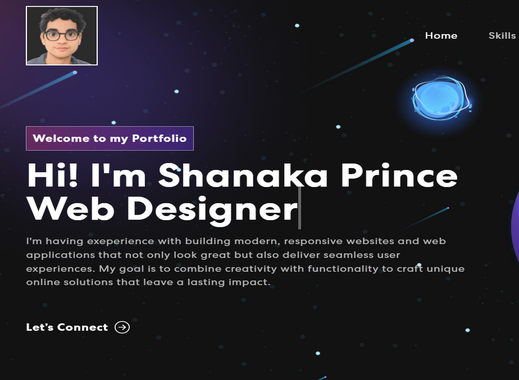 Home
Skills
Welcome to my Portfolio
Hi! I'm Shanaka Prince
Web Designer
I'm having exeperience with building modern, responsive websites and web
applications that not only look great but also deliver seamless user
experiences. My goal is to combine creativity with functionality to craft unique
online solutions that leave a lasting impact.
Let's Connect